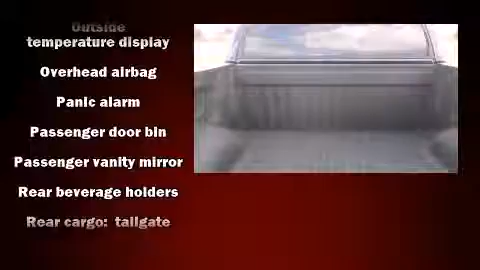 Outside
temperature display
Overhead airbag
Panic alarm
Passenger door bin
Passenger vanity mirror
Rear beverage holders
Rear cargo: tailgate